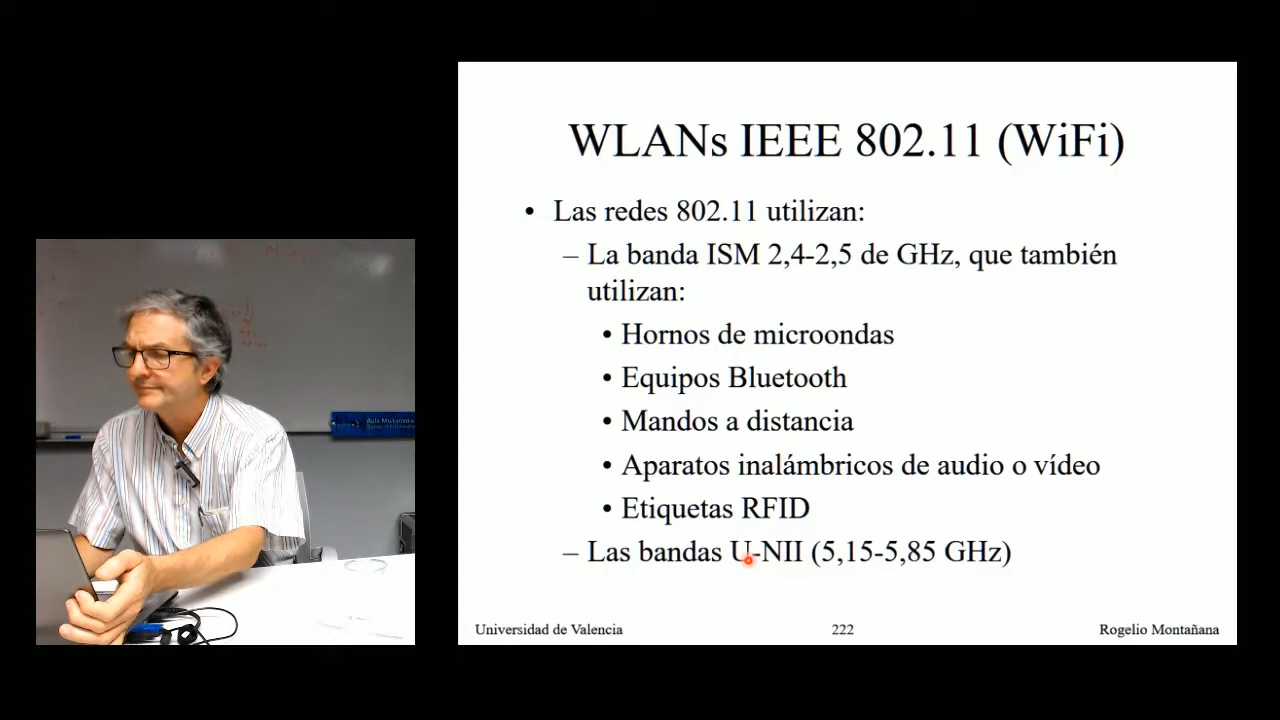 WLANs IEEE 802.11 (WiFi)
• Las redes 802.11 utilizan:
– La banda ISM 2,4-2,5 de GHz, que también
utilizan:
• Hornos de microondas
• Equipos Bluetooth
• Mandos a distancia
• Aparatos inalámbricos de audio o vídeo
• Etiquetas RFID
– Las bandas U-NII (5,15-5,85 GHz)
Universidad de Valencia 222 Rogelio Montañana
Aula Multimedia